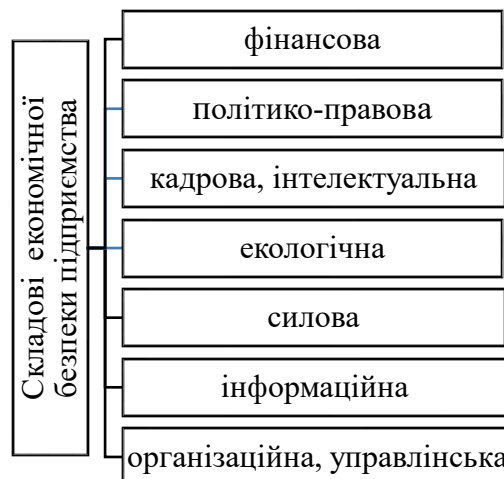 Складові економічної
безпеки підприємства
фінансова
політико-правова
кадрова, інтелектуальна
екологічна
силова
інформаційна
організаційна, управлінська